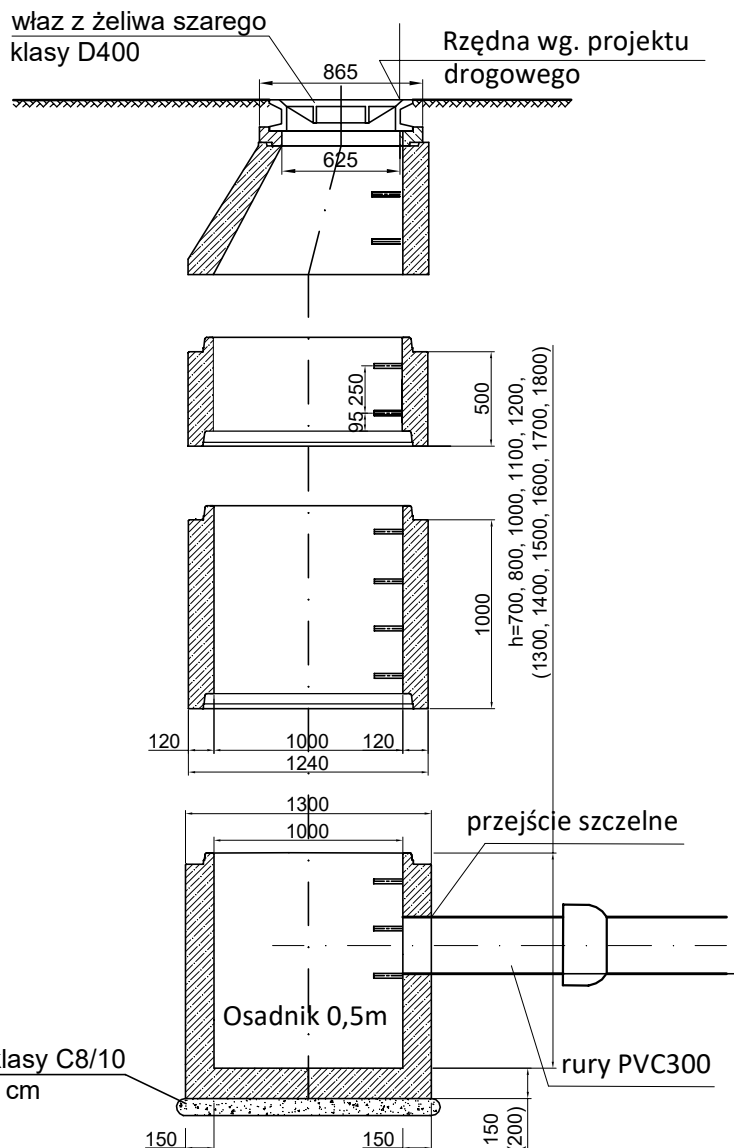 właz z żeliwa szarego
klasy D400
Rzędna wg. projektu
drogowego
865
625
250
95
500
h=700, 800, 1000, 1100, 1200,
(1300, 1400, 1500, 1600, 1700, 1800)
1000
120
1000
120
1240
1300
1000
przejście szczelne
Osadnik 0,5m
klasy C8/10
cm
rury PVC300
150
150
150
(200)